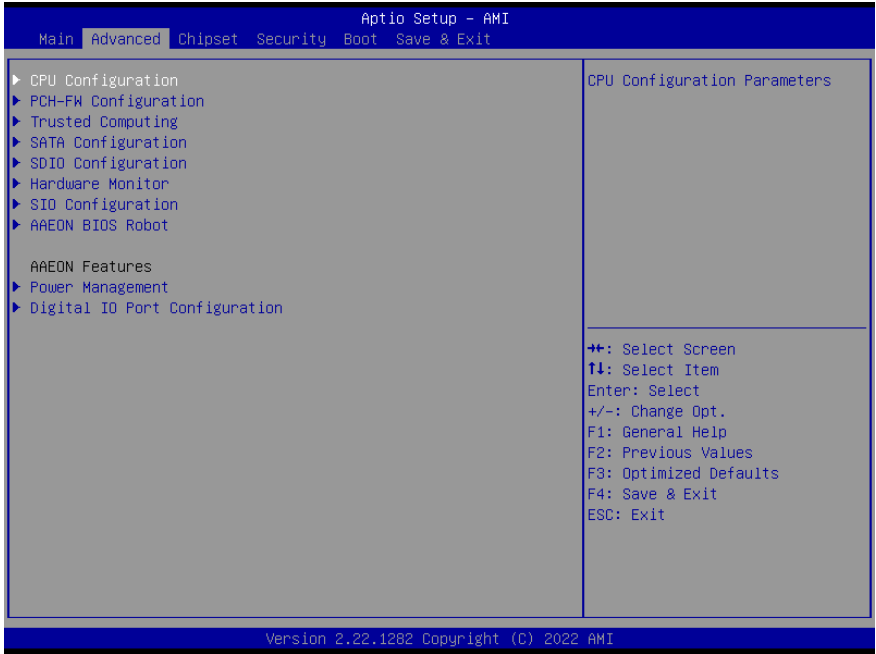 Aptio Setup – AMI
Main Advanced Chipset Security Boot Save & Exit
CPU Configuration
PCH-FW Configuration
Trusted Computing
SATA Configuration
SDIO Configuration
Hardware Monitor
SIO Configuration
AAEON BIOS Robot
AAEON Features
Power Management
Digital IO Port Configuration
CPU Configuration Parameters
→←: Select Screen
↑↓: Select Item
Enter: Select
+/-: Change Opt.
F1: General Help
F2: Previous Values
F3: Optimized Defaults
F4: Save & Exit
ESC: Exit
Version 2.22.1282 Copyright (C) 2022 AMI